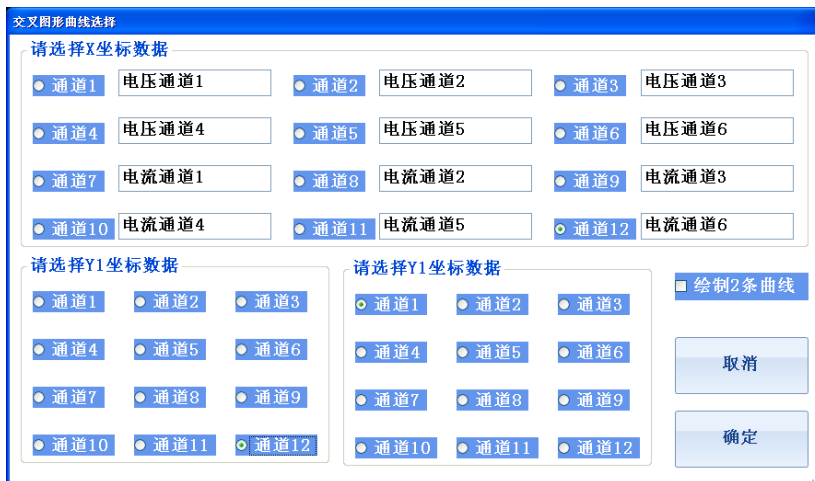 交叉图形曲线选择
请选择X坐标数据
通道1 电压通道1 通道2 电压通道2 通道3 电压通道3
通道4 电压通道4 通道5 电压通道5 通道6 电压通道6
通道7 电流通道1 通道8 电流通道2 通道9 电流通道3
通道10 电流通道4 通道11 电流通道5 通道12 电流通道6
请选择Y1坐标数据
通道1 通道2 通道3
通道4 通道5 通道6
通道7 通道8 通道9
通道10 通道11 通道12
请选择Y1坐标数据
通道1 通道2 通道3
通道4 通道5 通道6
通道7 通道8 通道9
通道10 通道11 通道12
绘制2条曲线
取消
确定